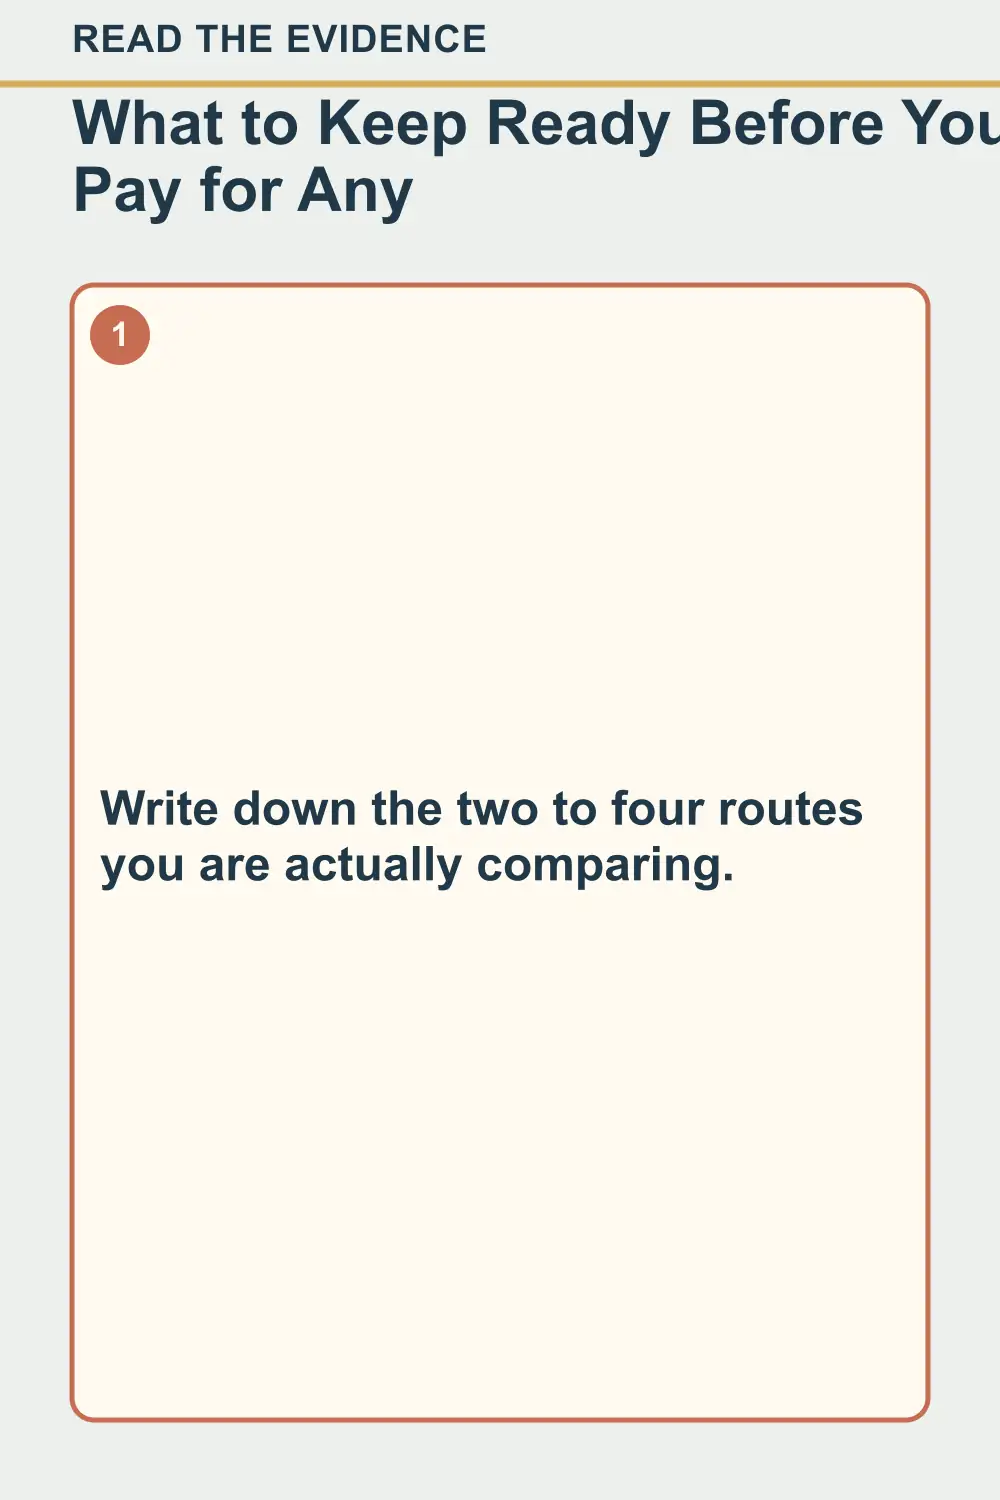 READ THE EVIDENCE
What to Keep Ready Before You
Pay for Any
1
Write down the two to four routes
you are actually comparing.